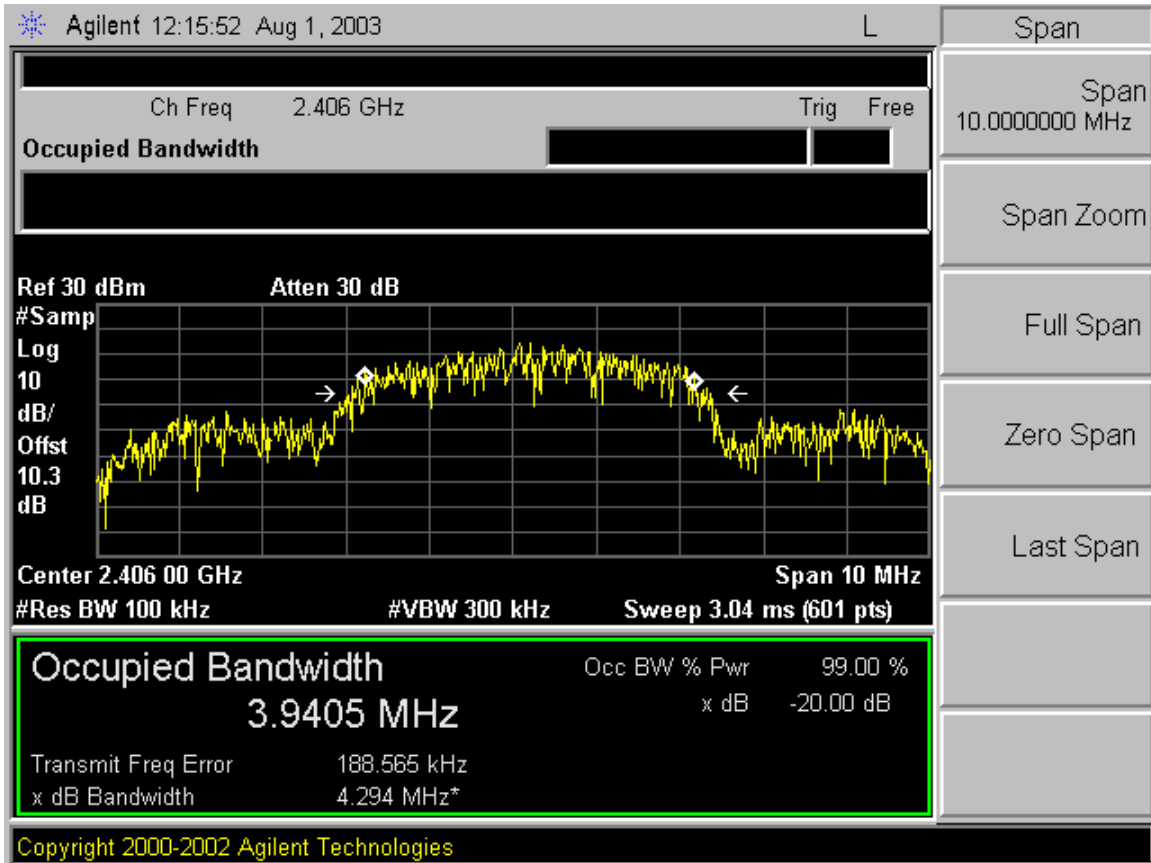 Agilent 12:15:52 Aug 1, 2003 L
Span
Ch Freq 2.406 GHz Trig Free
Occupied Bandwidth
Span
10.0000000 MHz
Span Zoom
Full Span
Zero Span
Last Span
Ref 30 dBm Atten 30 dB
#Samp
Log
10
dB/
Offst
10.3
dB
Center 2.406 00 GHz Span 10 MHz
#Res BW 100 kHz #VBW 300 kHz Sweep 3.04 ms (601 pts)
Occupied Bandwidth Occ BW % Pwr 99.00 %
3.9405 MHz x dB -20.00 dB
Transmit Freq Error 188.565 kHz
x dB Bandwidth 4.294 MHz*
Copyright 2000-2002 Agilent Technologies